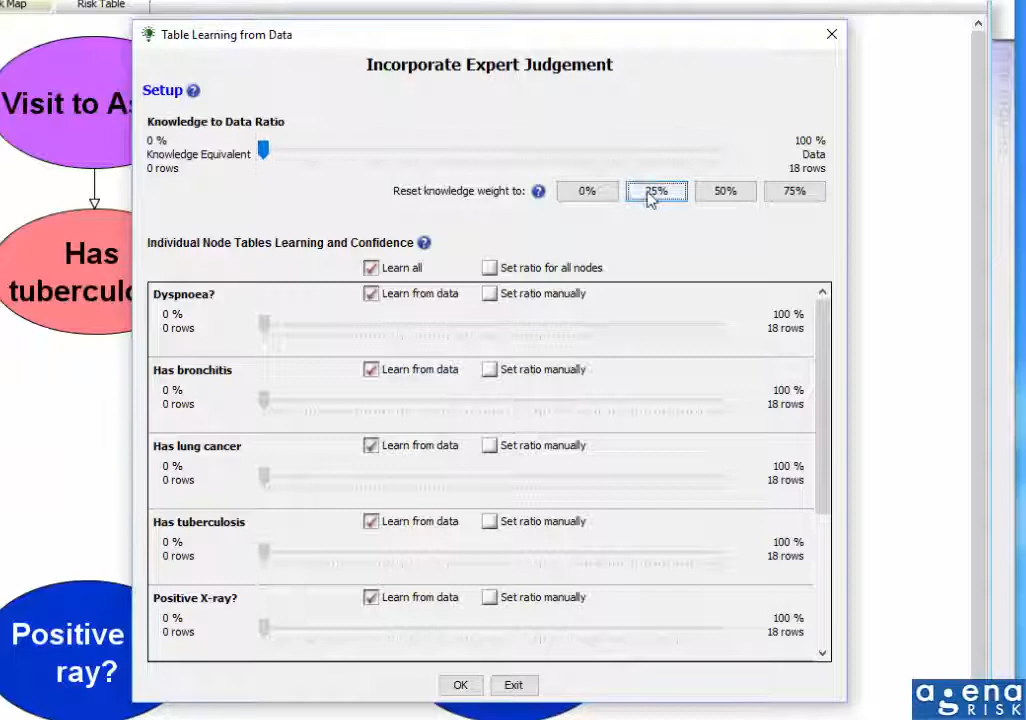 k Map
Risk Table
Table Learning from Data
Incorporate Expert Judgement
Setup
Knowledge to Data Ratio
0 %
100 %
Knowledge Equivalent
Data
0 rows
18 rows
Reset knowledge weight to:
0%
25%
50%
75%
Individual Node Tables Learning and Confidence
Learn all
Set ratio for all nodes
Dyspnoea?
Learn from data
Set ratio manually
0 %
100 %
0 rows
18 rows
Has bronchitis
Learn from data
Set ratio manually
0 %
100 %
0 rows
18 rows
Has lung cancer
Learn from data
Set ratio manually
0 %
100 %
0 rows
18 rows
Has tuberculosis
Learn from data
Set ratio manually
0 %
100 %
0 rows
18 rows
Positive X-ray?
Learn from data
Set ratio manually
0 %
100 %
0 rows
18 rows
OK
Exit
Visit to As
Has
tuberculo
Positive
ray?
agena
RISK